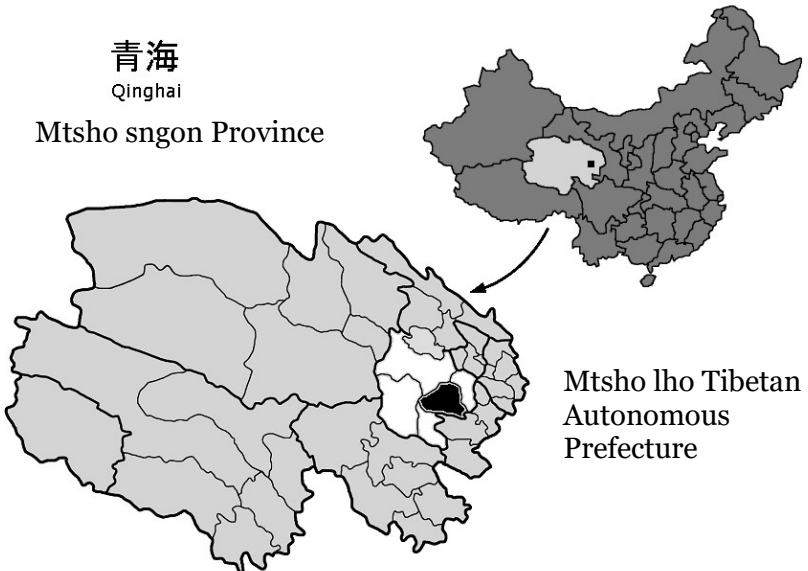 青海
Qinghai
Mtsho sngon Province
Mtsho lho Tibetan
Autonomous
Prefecture